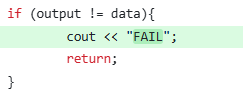 if (output != data){
cout << "FAIL";
return;
}